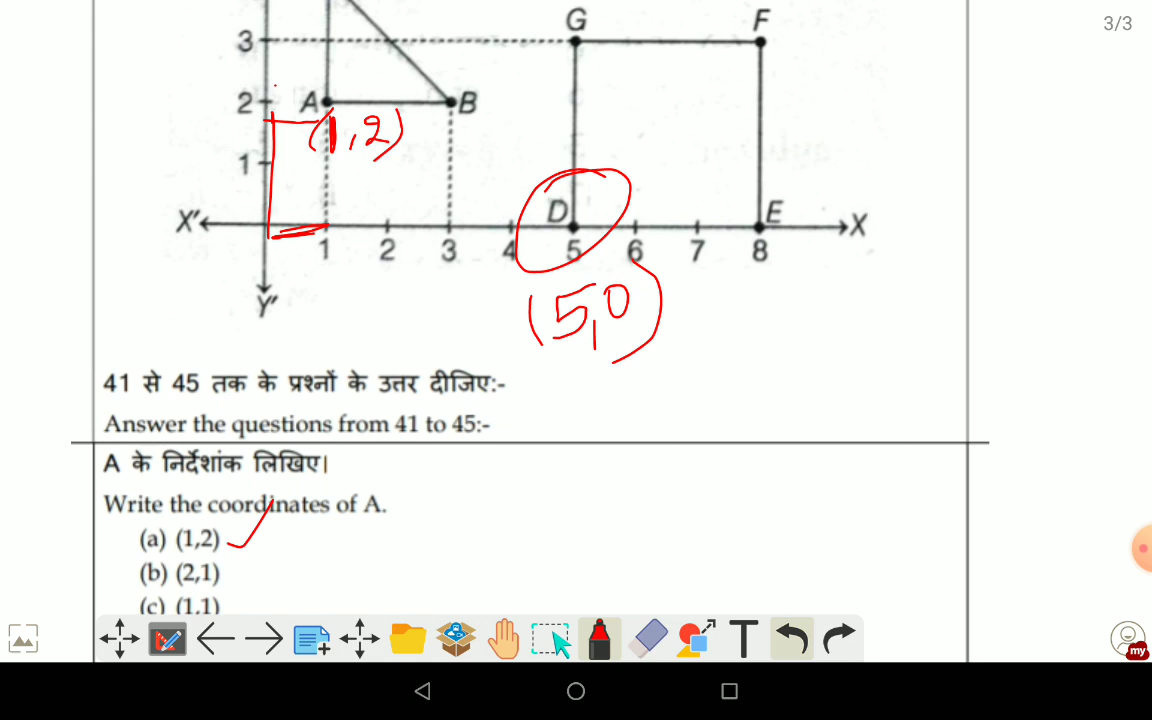 G F
3/3
3
2 A B
(1,2)
1
X' D E X
1 2 3 4 5 6 7 8
Y'
(5,0)
41 से 45 तक के प्रश्नों के उत्तर दीजिए:-
Answer the questions from 41 to 45:-
A के निर्देशांक लिखिए।
Write the coordinates of A.
(a) (1,2)
(b) (2,1)
(c) (1,1)
T
my